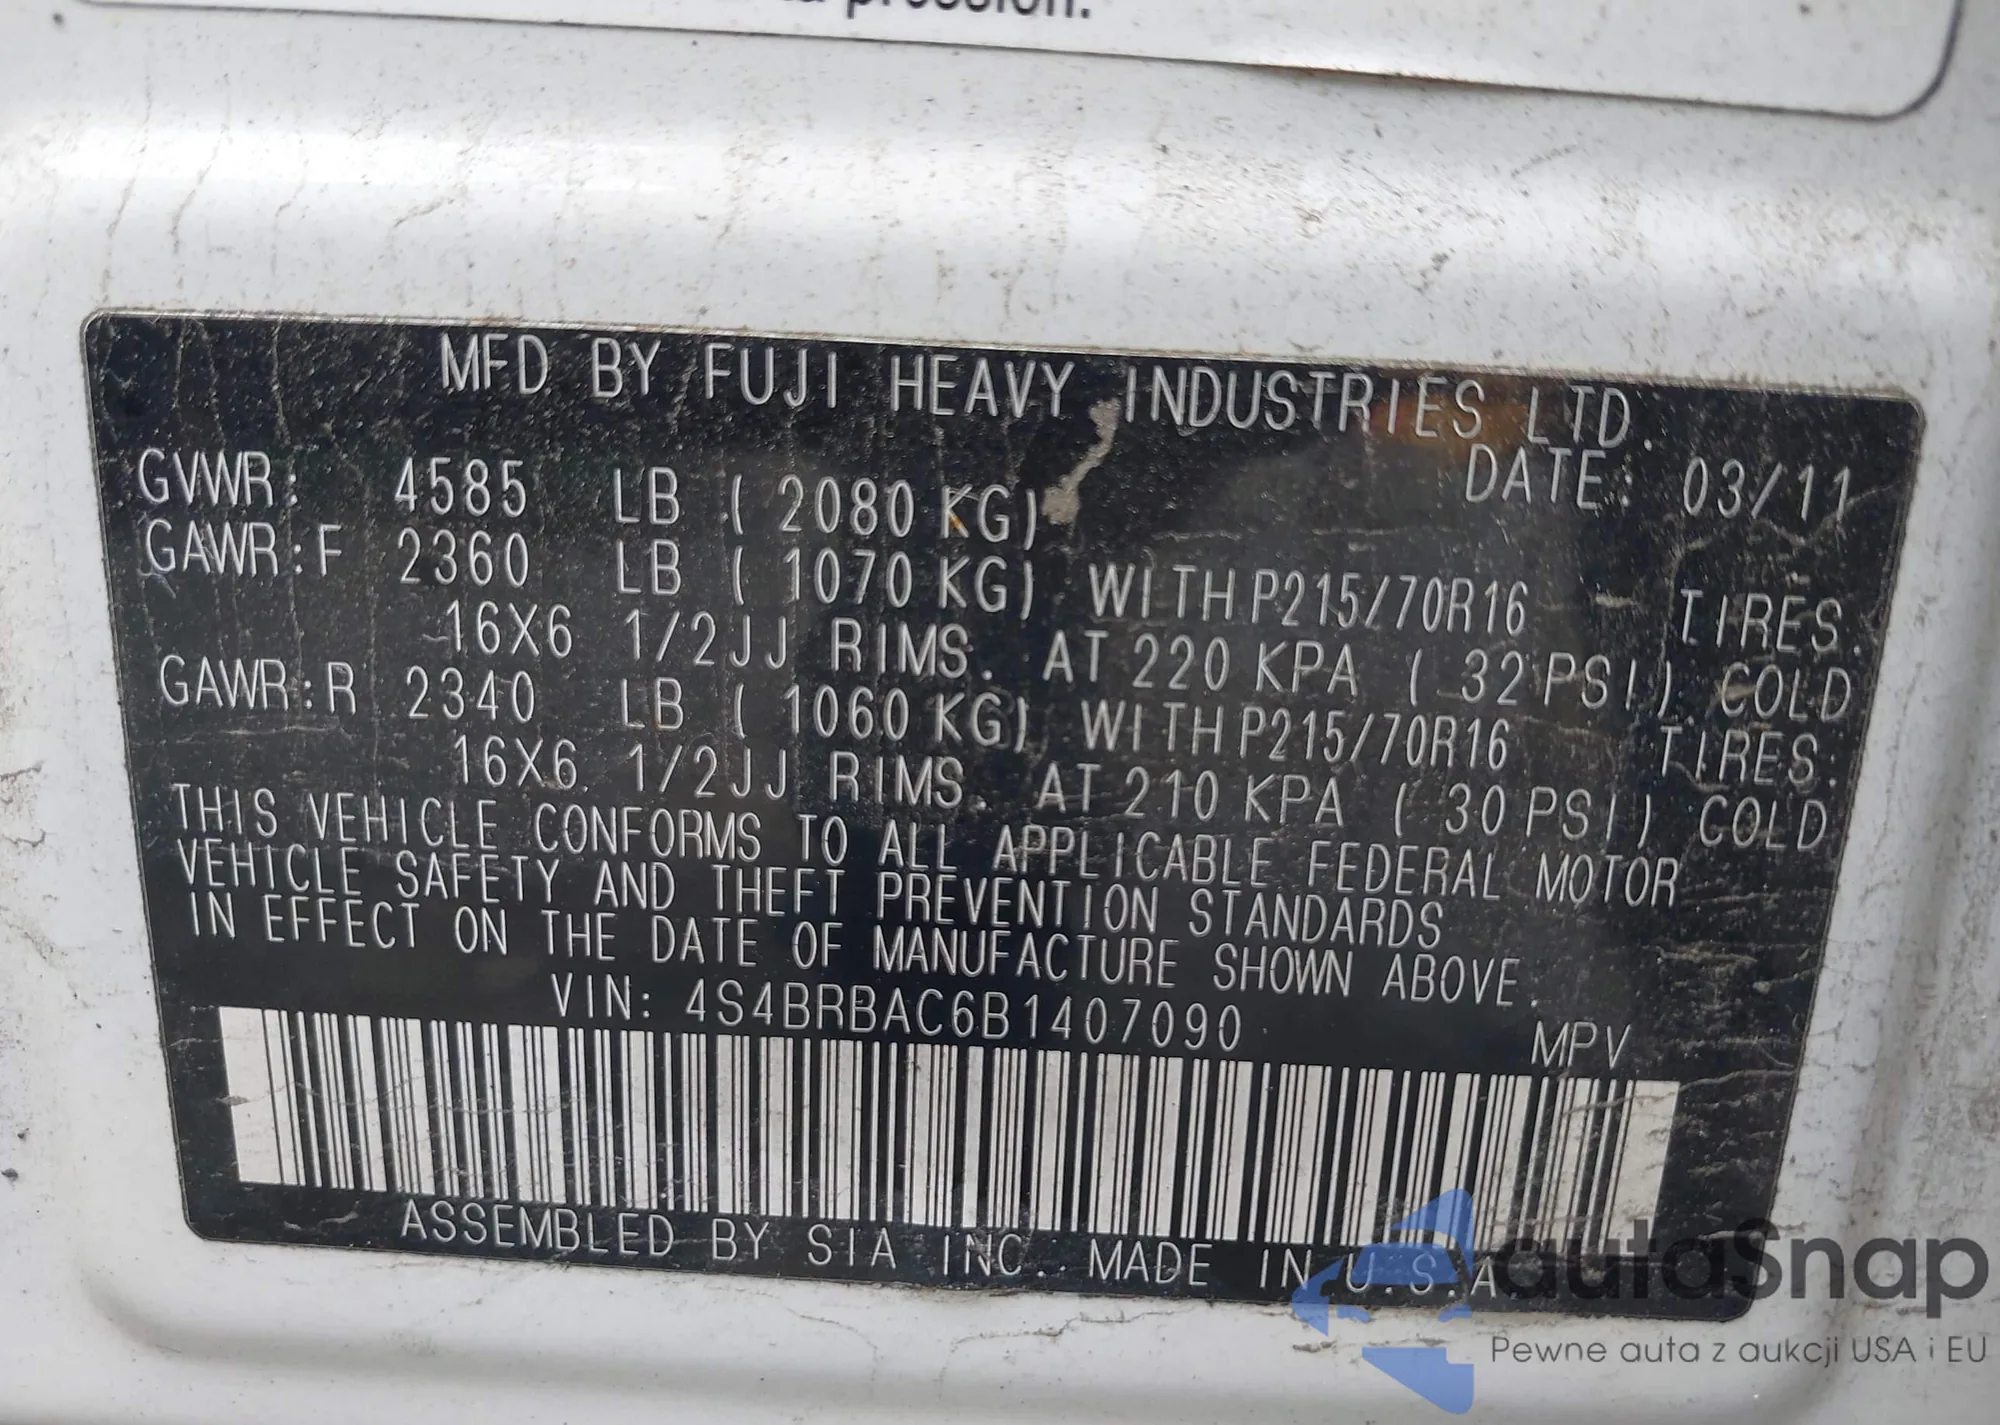 pression.
MFD. BY FUJI HEAVY INDUSTRIES LTD.
DATE: 03/11
GVWR: 4585 LB ( 2080 KG)
GAWR:F 2360 LB ( 1070 KG) WITH P215/70R16 TIRES.
16X6 1/2JJ RIMS. AT 220 KPA ( 32 PSI). COLD
GAWR:R 2340 LB ( 1060 KG) WITH P215/70R16 TIRES.
16X6 1/2JJ RIMS. AT 210 KPA ( 30 PSI) COLD
THIS VEHICLE CONFORMS TO ALL APPLICABLE FEDERAL MOTOR
VEHICLE SAFETY AND THEFT PREVENTION STANDARDS
IN EFFECT ON THE DATE OF MANUFACTURE SHOWN ABOVE.
VIN: 4S4BRBAC6B1407090
MPV
ASSEMBLED BY SIA INC. MADE IN U.S.A
autaSnap
Pewne auta z aukcji USA i EU